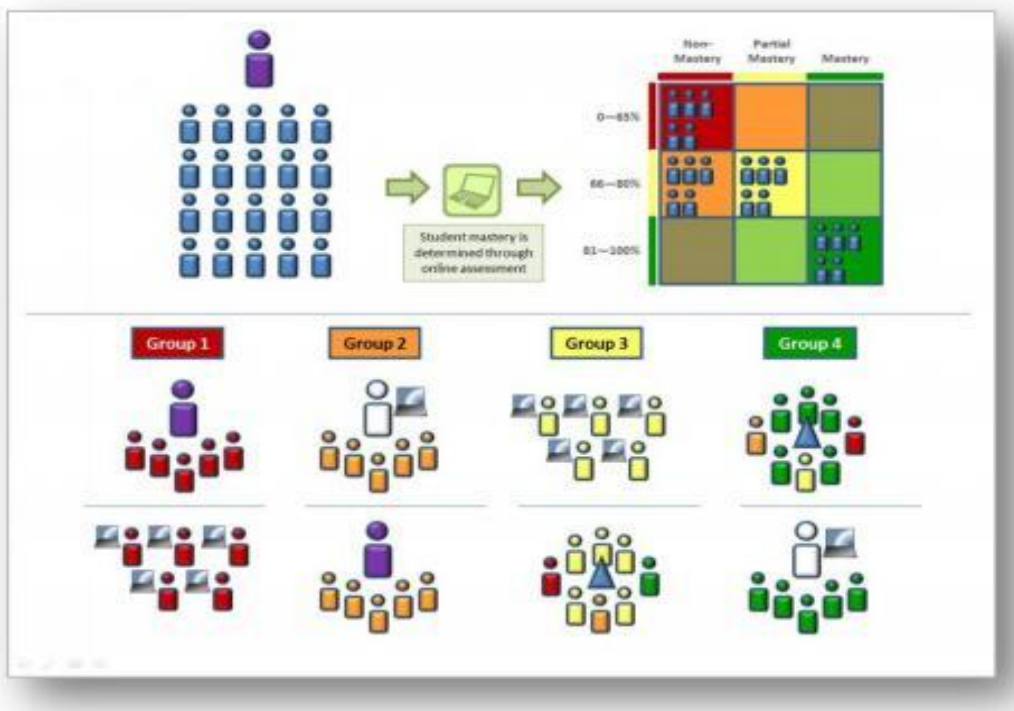 Non-
Mastery
Partial
Mastery
Mastery
0—65%
66—80%
81—100%
Student mastery is
determined through
online assessment
Group 1
Group 2
Group 3
Group 4